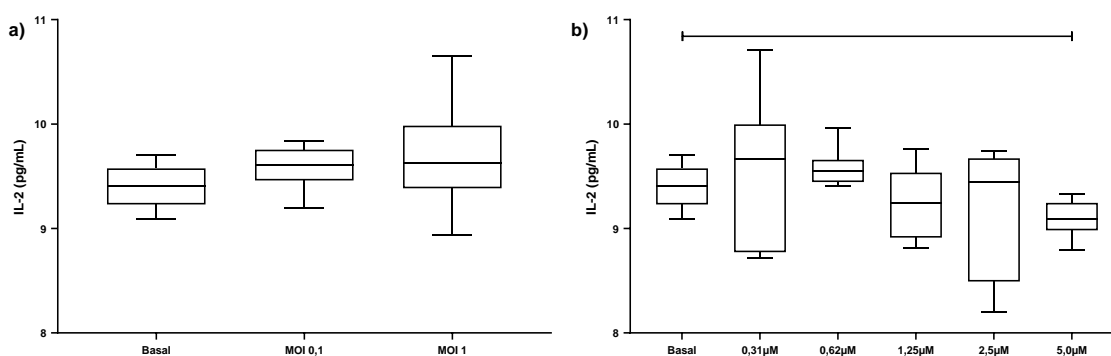 a)
IL-2 (pg/mL)
11
10
9
8
Basal
MOI 0,1
MOI 1
b)
IL-2 (pg/mL)
11
10
9
8
Basal
0,31µM
0,62µM
1,25µM
2,5µM
5,0µM